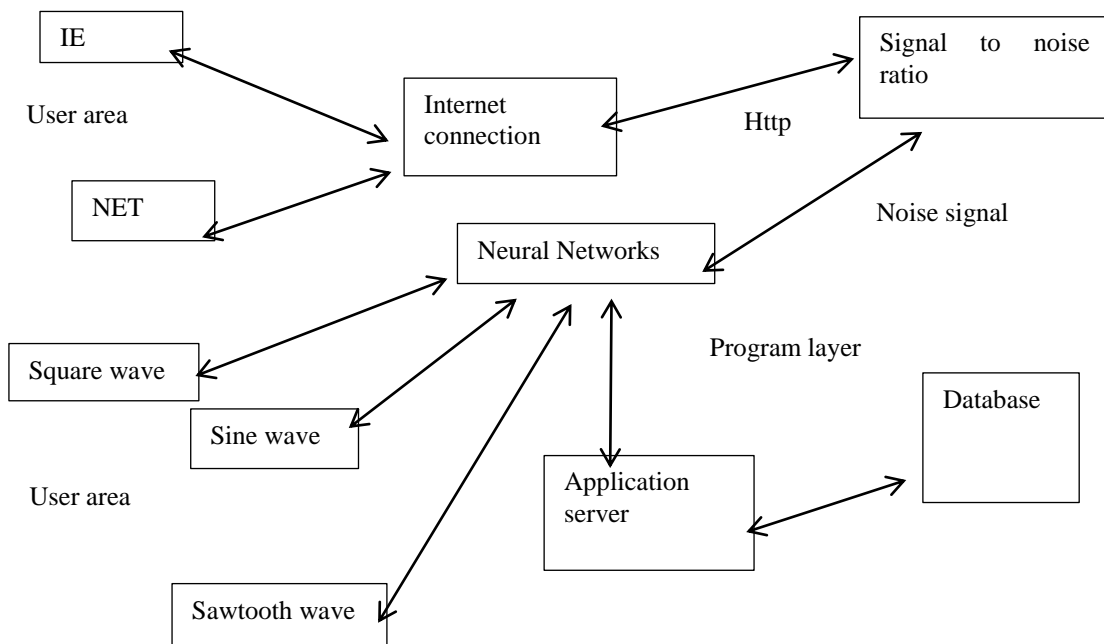 IE
Signal to noise
ratio
User area
Internet
connection
Http
NET
Noise signal
Neural Networks
Program layer
Square wave
Database
Sine wave
User area
Application
server
Sawtooth wave